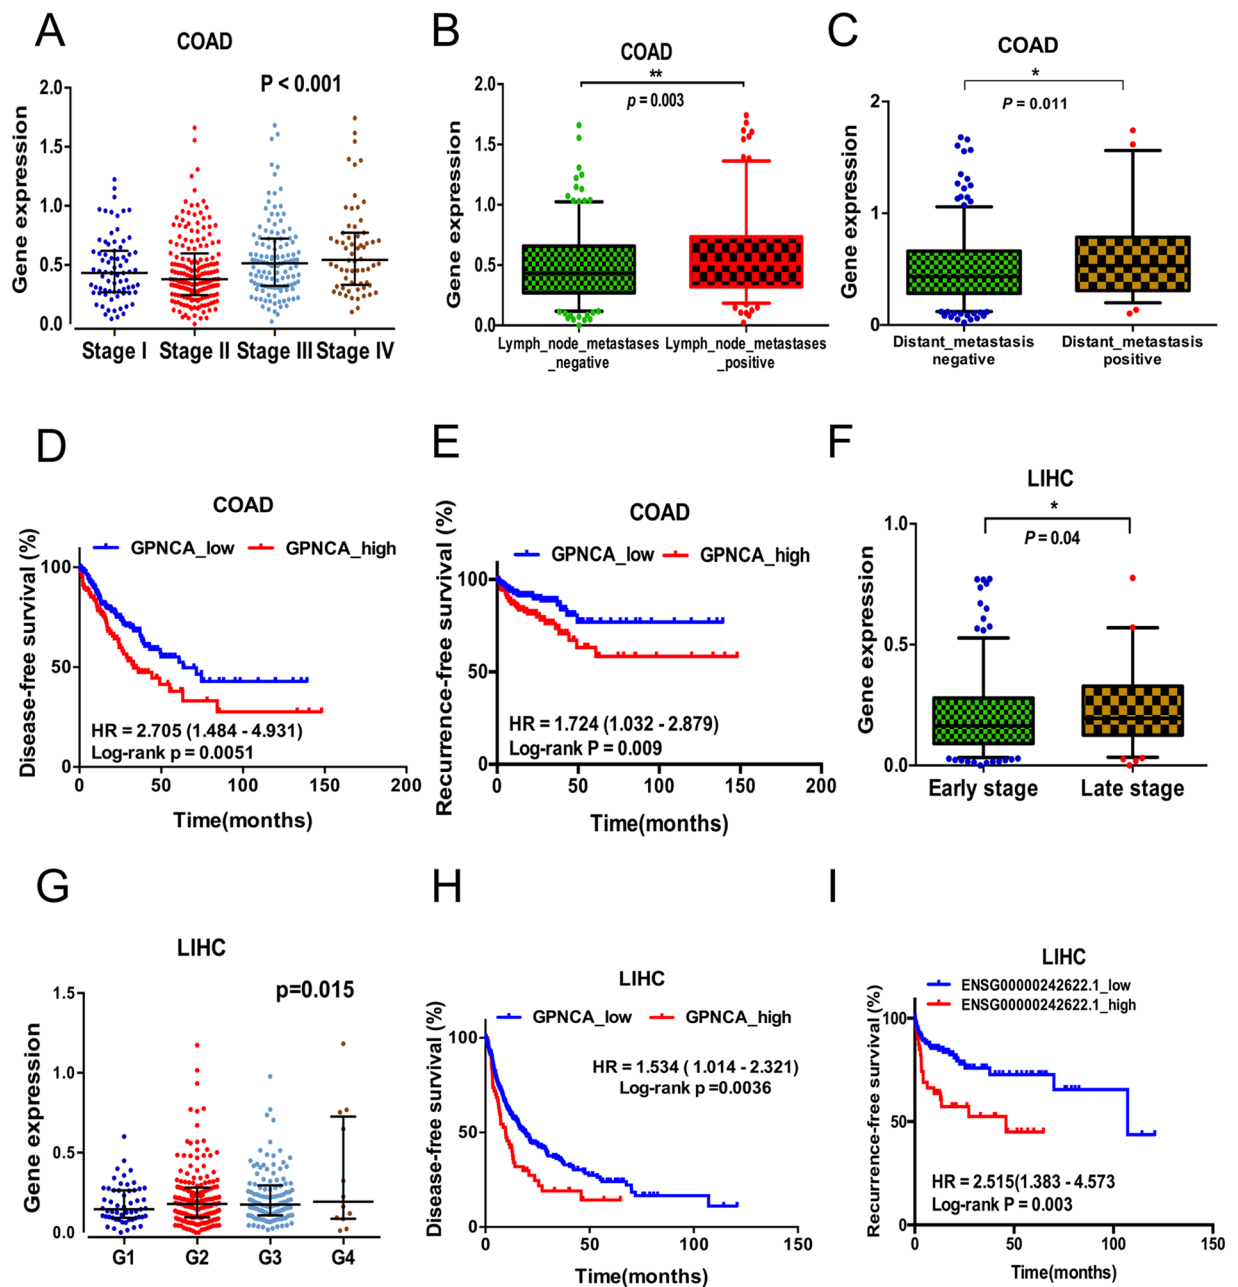 A
COAD
P < 0.001
Gene expression
2.0
1.5
1.0
0.5
0.0
Stage I Stage II Stage III Stage IV
B
COAD
**
p = 0.003
Gene expression
2.0
1.5
1.0
0.5
0.0
Lymph_node_metastases Lymph_node_metastases
_negative _positive
C
COAD
*
P = 0.011
Gene expression
2
1
0
Distant_metastasis Distant_metastasis
negative positive
D
COAD
GPNCA_low GPNCA_high
Disease-free survival (%)
100
50
0
HR = 2.705 (1.484 - 4.931)
Log-rank p = 0.0051
0 50 100 150 200
Time(months)
E
COAD
GPNCA_low GPNCA_high
Recurrence-free survival (%)
100
50
0
HR = 1.724 (1.032 - 2.879)
Log-rank P = 0.009
0 50 100 150 200
Time(months)
F
LIHC
*
P = 0.04
Gene expression
1.0
0.5
0.0
Early stage Late stage
G
LIHC
p=0.015
Gene expression
1.5
1.0
0.5
0.0
G1 G2 G3 G4
H
LIHC
GPNCA_low GPNCA_high
HR = 1.534 ( 1.014 - 2.321)
Log-rank p =0.0036
Disease-free survival (%)
100
50
0
0 50 100 150
Time(months)
I
LIHC
ENSG00000242622.1_low
ENSG00000242622.1_high
Recurrence-free survival (%)
100
50
0
HR = 2.515(1.383 - 4.573
Log-rank P = 0.003
0 50 100 150
Time(months)